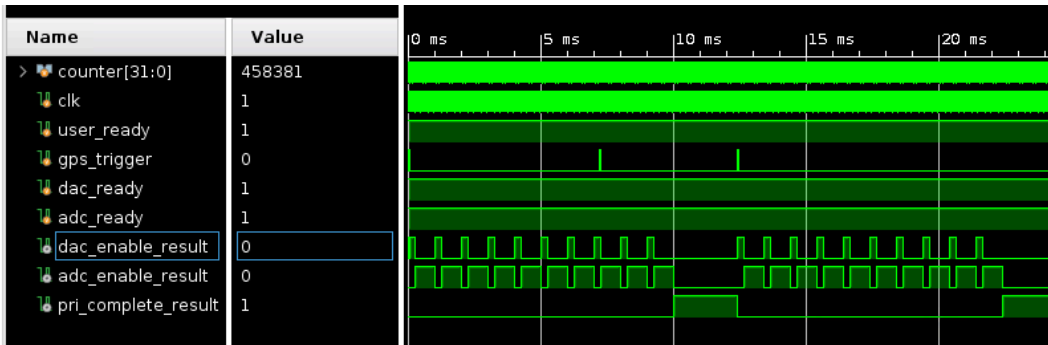 Name Value 0 ms 5 ms 10 ms 15 ms 20 ms
counter[31:0] 458381
clk 1
user_ready 1
gps_trigger 0
dac_ready 1
adc_ready 1
dac_enable_result 0
adc_enable_result 0
pri_complete_result 1